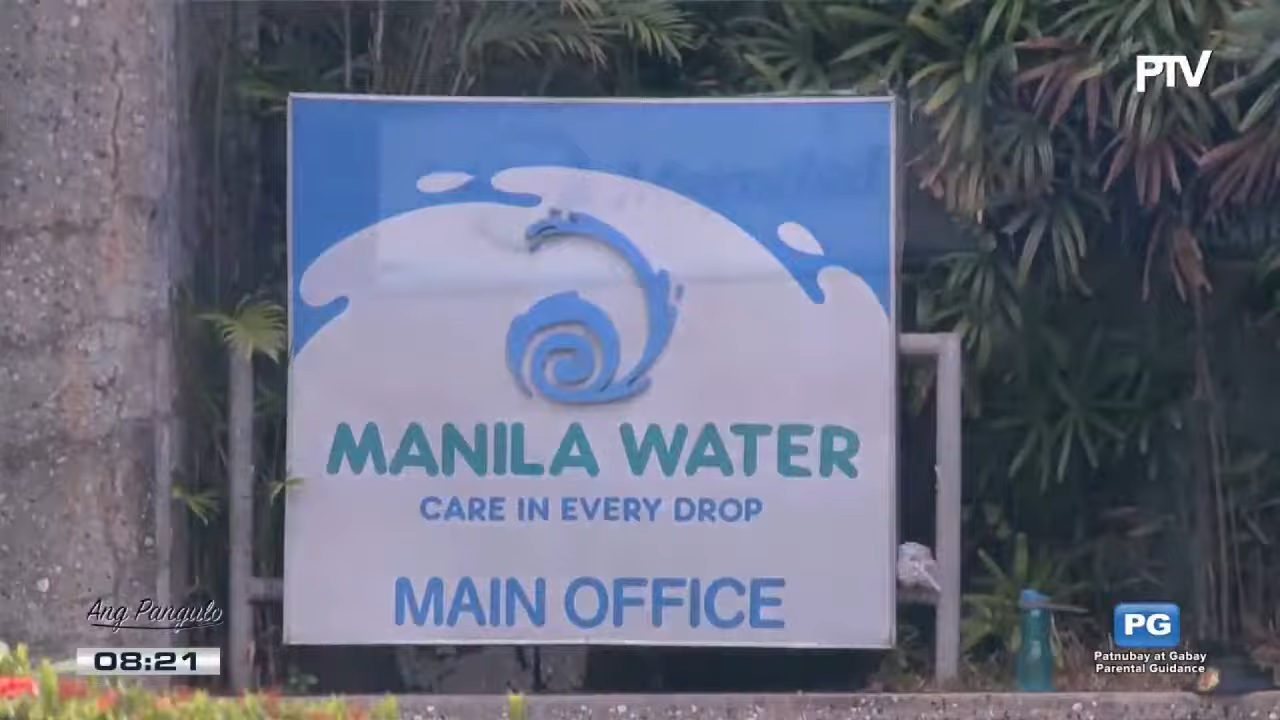 PTV
MANILA WATER
CARE IN EVERY DROP
MAIN OFFICE
Ang Pangulo
08:21
PG
Patnubay at Gabay
Parental Guidance